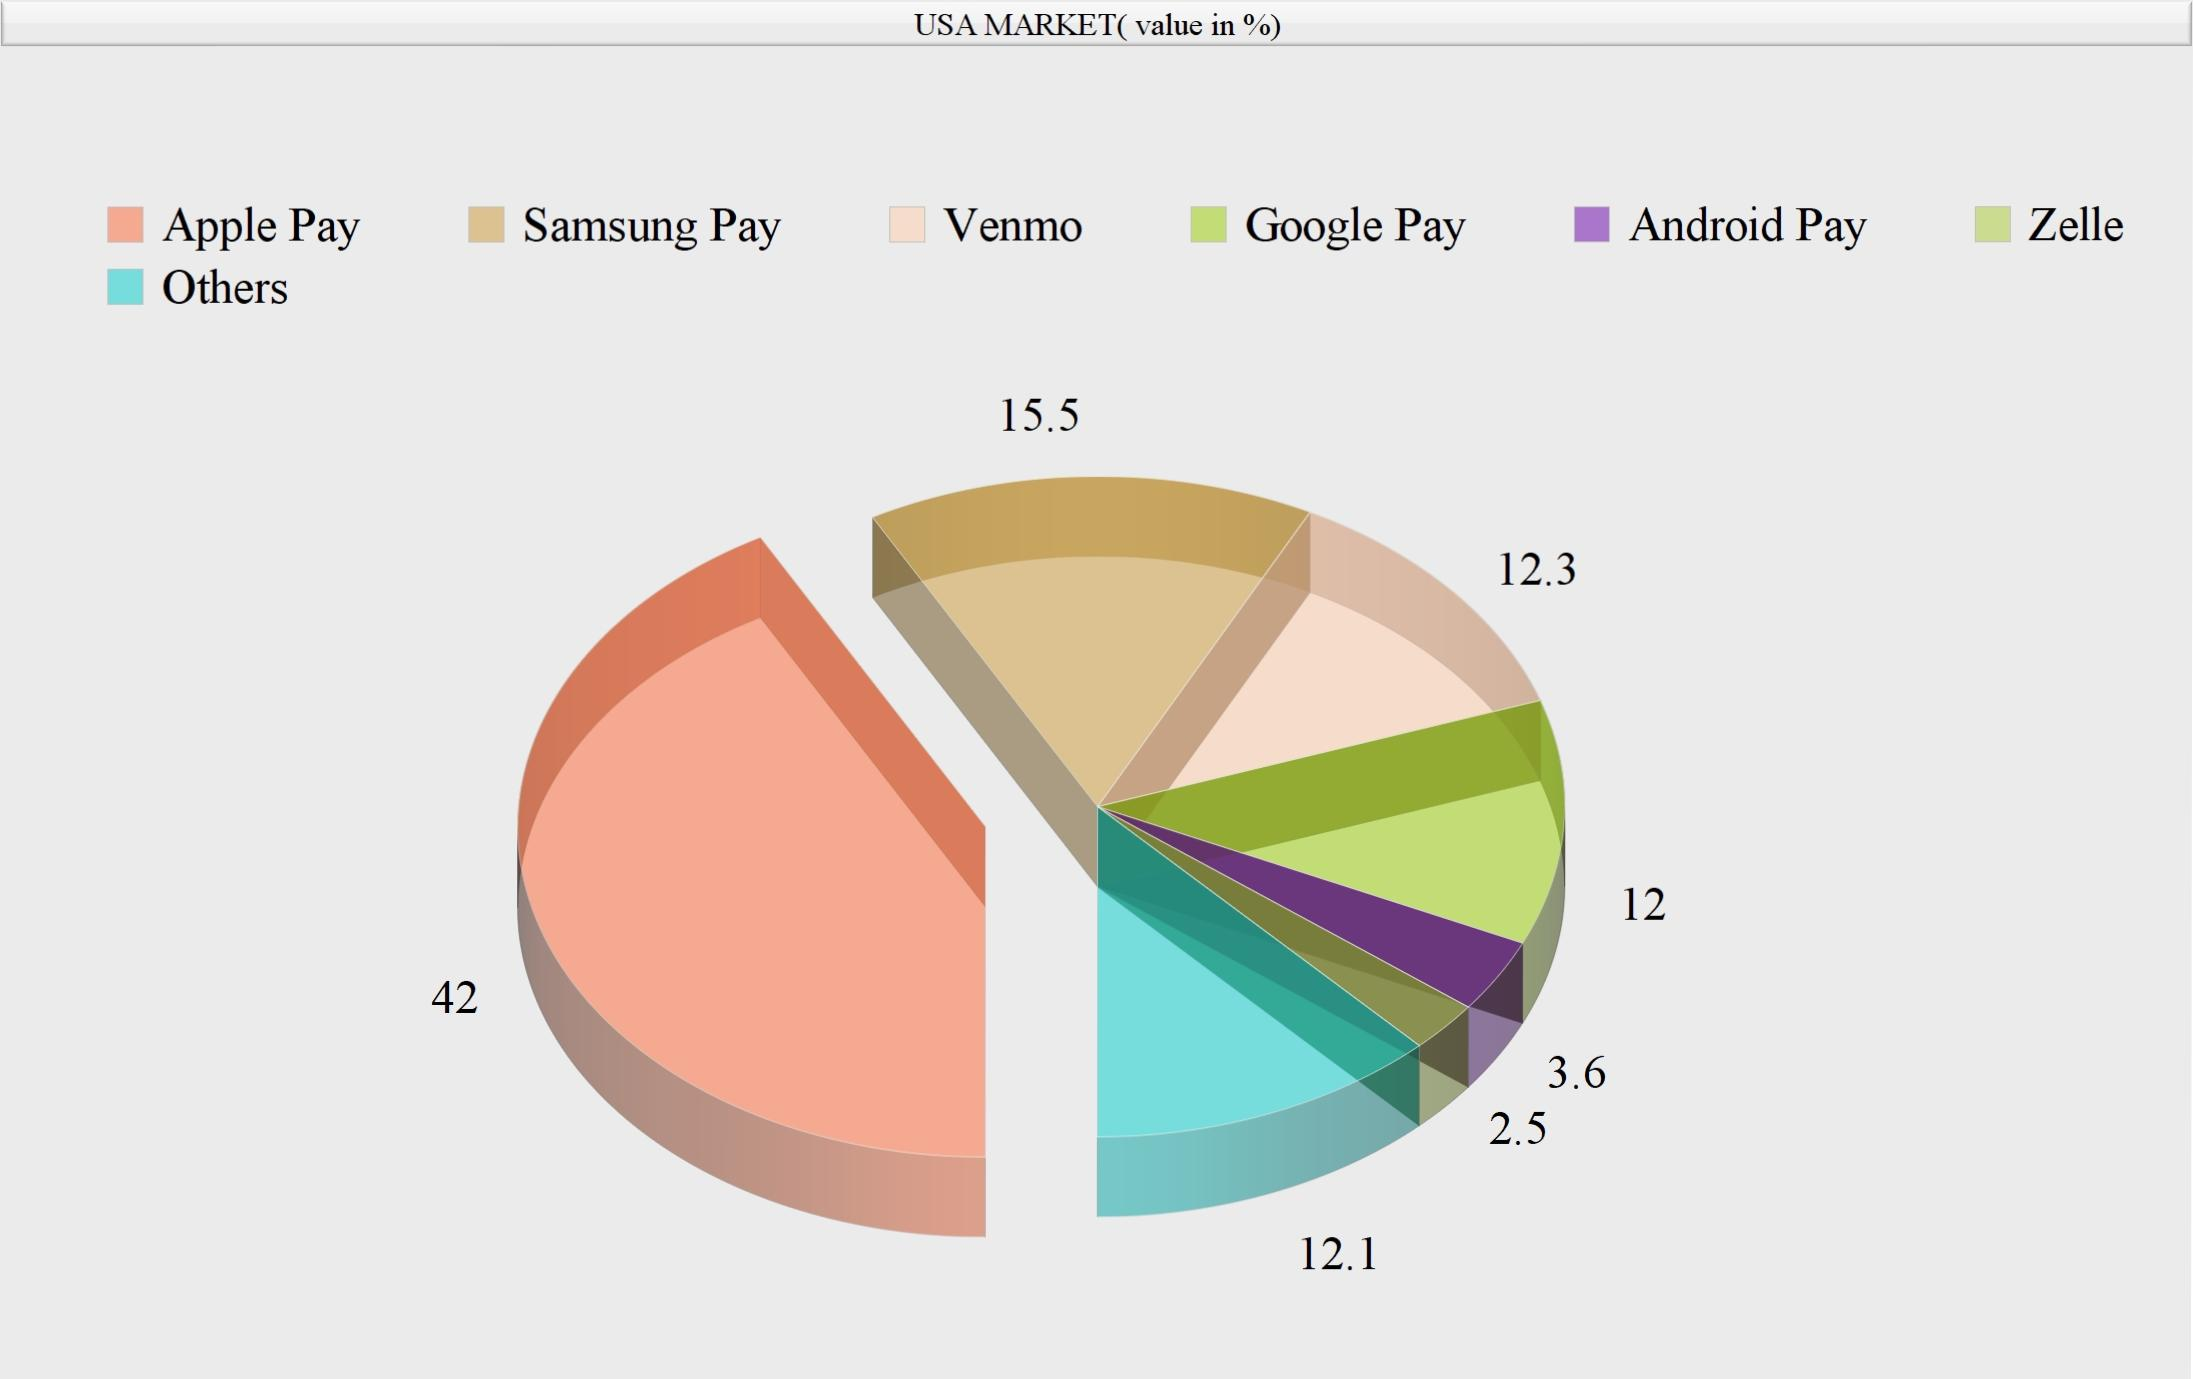 USA MARKET( value in %)
Apple Pay Samsung Pay Venmo Google Pay Android Pay Zelle
Others
15.5
12.3
12
42
3.6
2.5
12.1